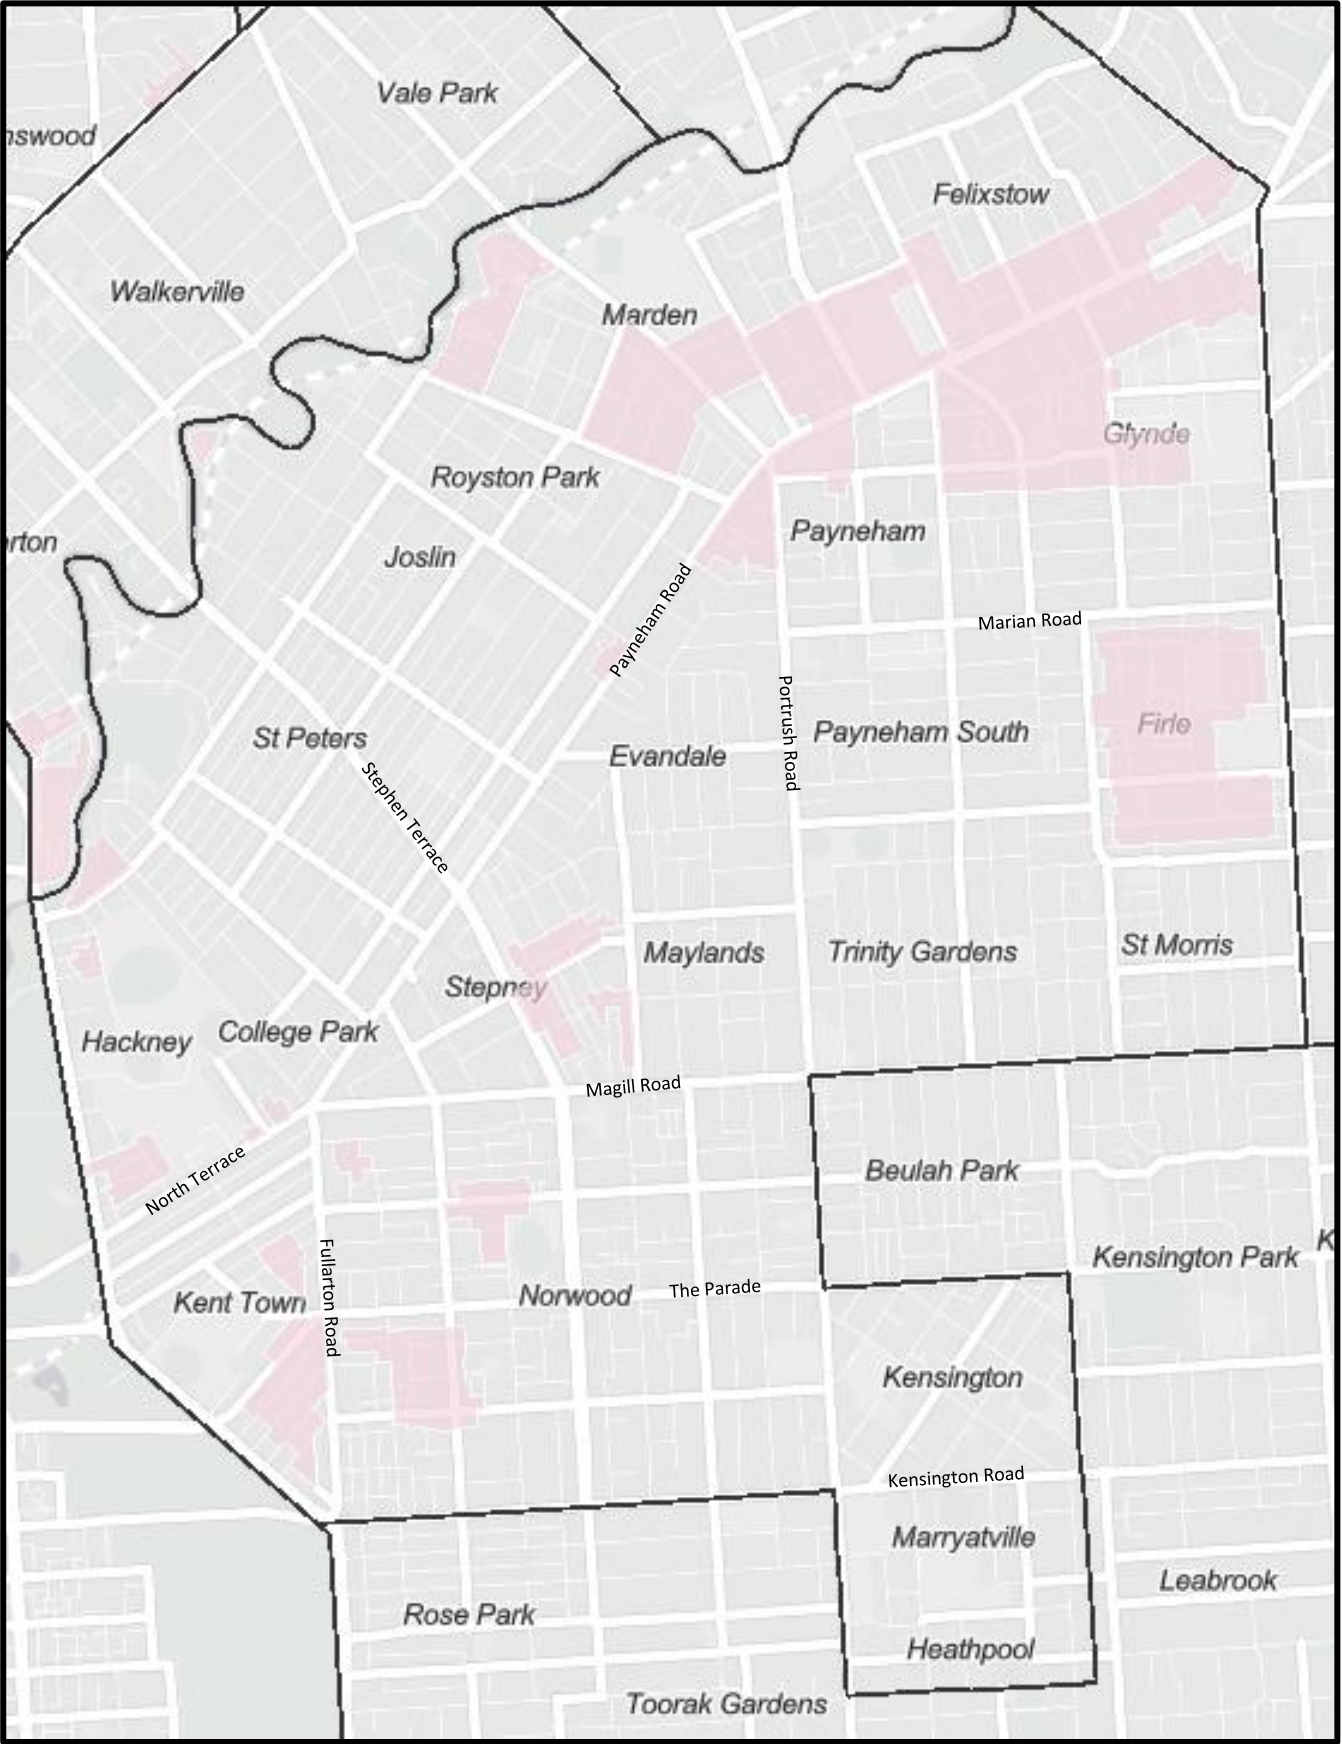 Vale Park
nswood
Felixstow
Walkerville
Marden
Glynde
Royston Park
Payneham
erton
Joslin
Payneham Road
Marian Road
Portrush Road
Firle
St Peters
Payneham South
Evandale
Stephen Terrace
St Morris
Maylands
Trinity Gardens
Stepney
Hackney
College Park
Magill Road
North Terrace
Beulah Park
Fullarton Road
K
Kensington Park
Kent Town
Norwood
The Parade
Kensington
Kensington Road
Marryatville
Leabrook
Rose Park
Heathpool
Toorak Gardens